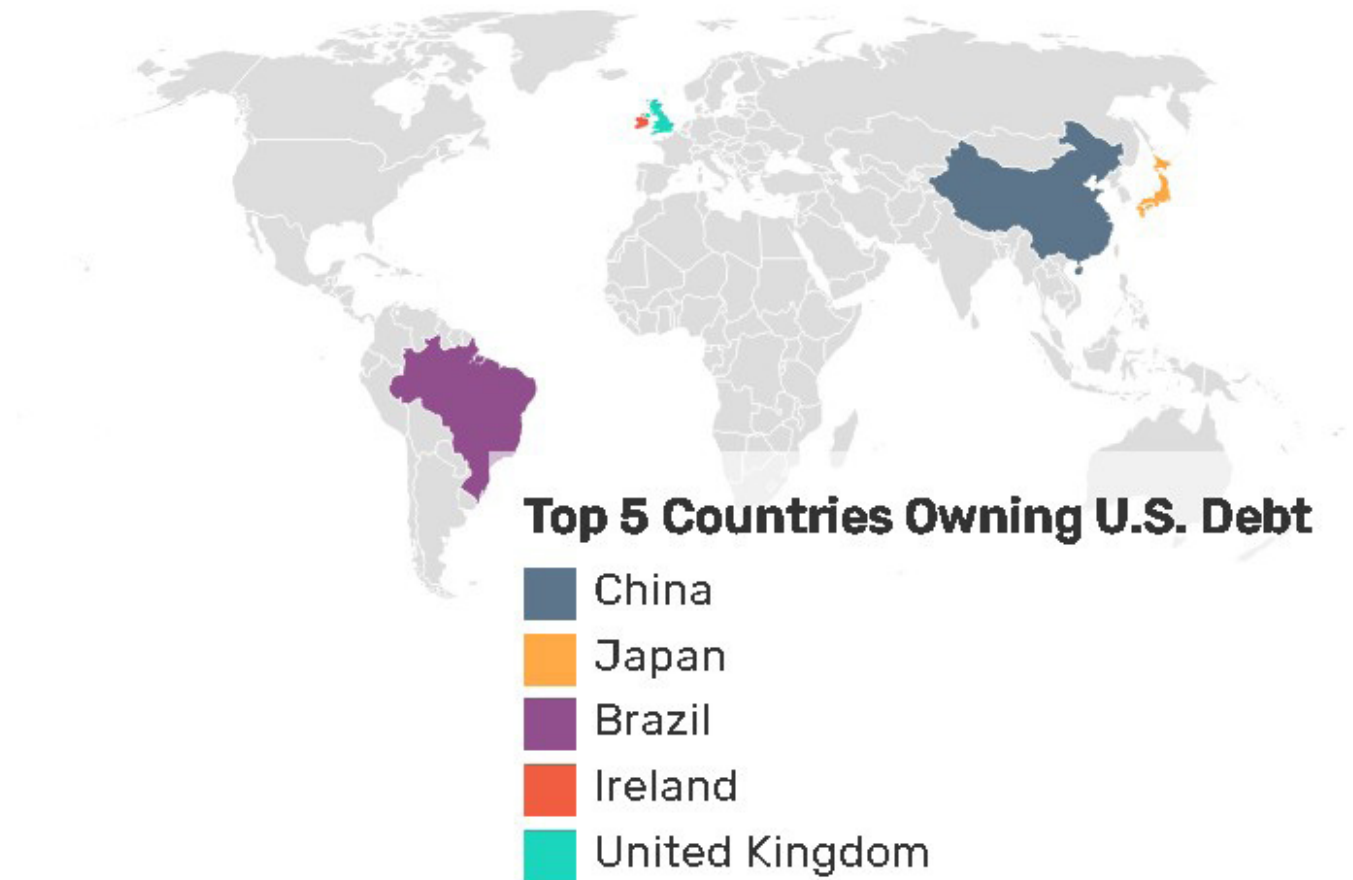 Top 5 Countries Owning U.S. Debt
China
Japan
Brazil
Ireland
United Kingdom